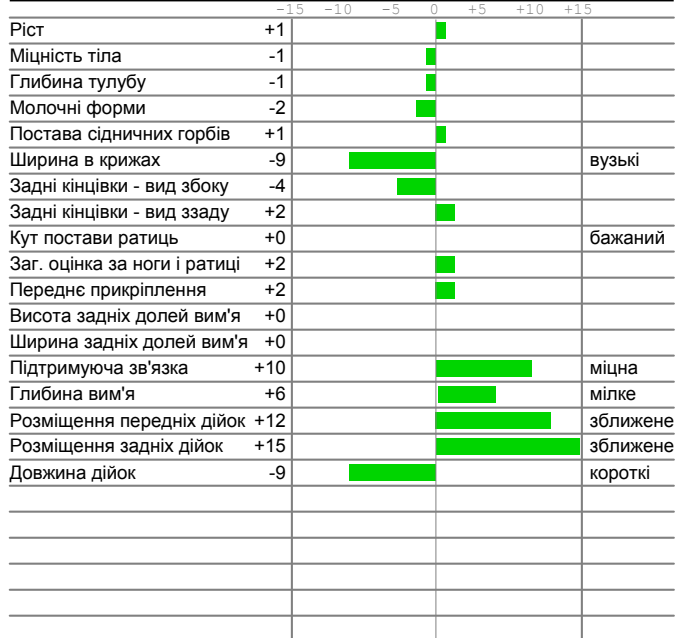 -15 -10 -5 0 +5 +10 +15
Ріст +1
Міцність тіла -1
Глибина тулубу -1
Молочні форми -2
Постава сідничних горбів +1
Ширина в крижах -9 вузькі
Задні кінцівки - вид збоку -4
Задні кінцівки - вид ззаду +2
Кут постави ратиць +0 бажаний
Заг. оцінка за ноги і ратиці +2
Переднє прикріплення +2
Висота задніх долей вим'я +0
Ширина задніх долей вим'я +0
Підтримуюча зв'язка +10 міцна
Глибина вим'я +6 мілке
Розміщення передніх дійок +12 зближене
Розміщення задніх дійок +15 зближене
Довжина дійок -9 короткі